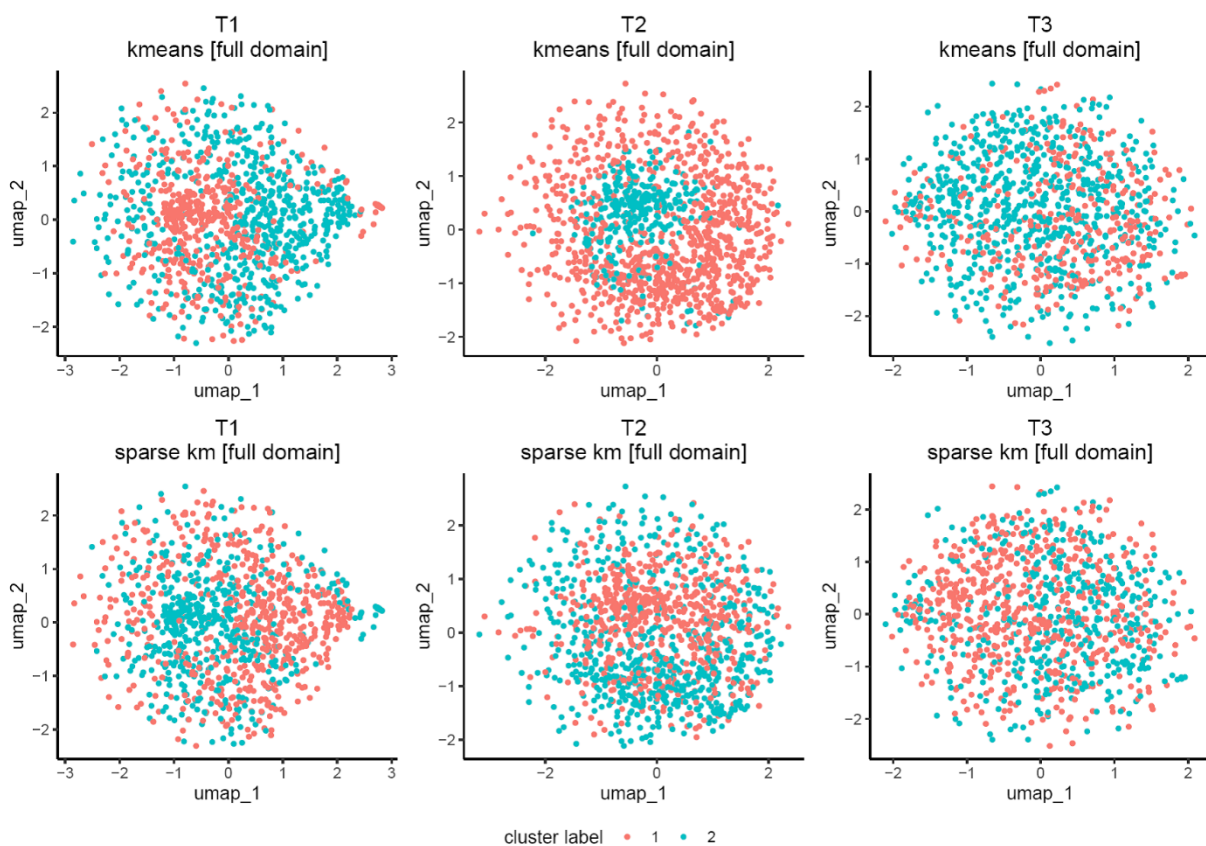 T1
kmeans [full domain]
T2
kmeans [full domain]
T3
kmeans [full domain]
umap_2
2
1
0
−1
−2
−3
−2
−1
0
1
2
3
umap_1
umap_2
2
1
0
−1
−2
−2
0
2
umap_1
umap_2
2
1
0
−1
−2
−2
−1
0
1
2
umap_1
T1
sparse km [full domain]
T2
sparse km [full domain]
T3
sparse km [full domain]
umap_2
2
1
0
−1
−2
−3
−2
−1
0
1
2
3
umap_1
umap_2
2
1
0
−1
−2
−2
0
2
umap_1
umap_2
2
1
0
−1
−2
−2
−1
0
1
2
umap_1
cluster label 1 2